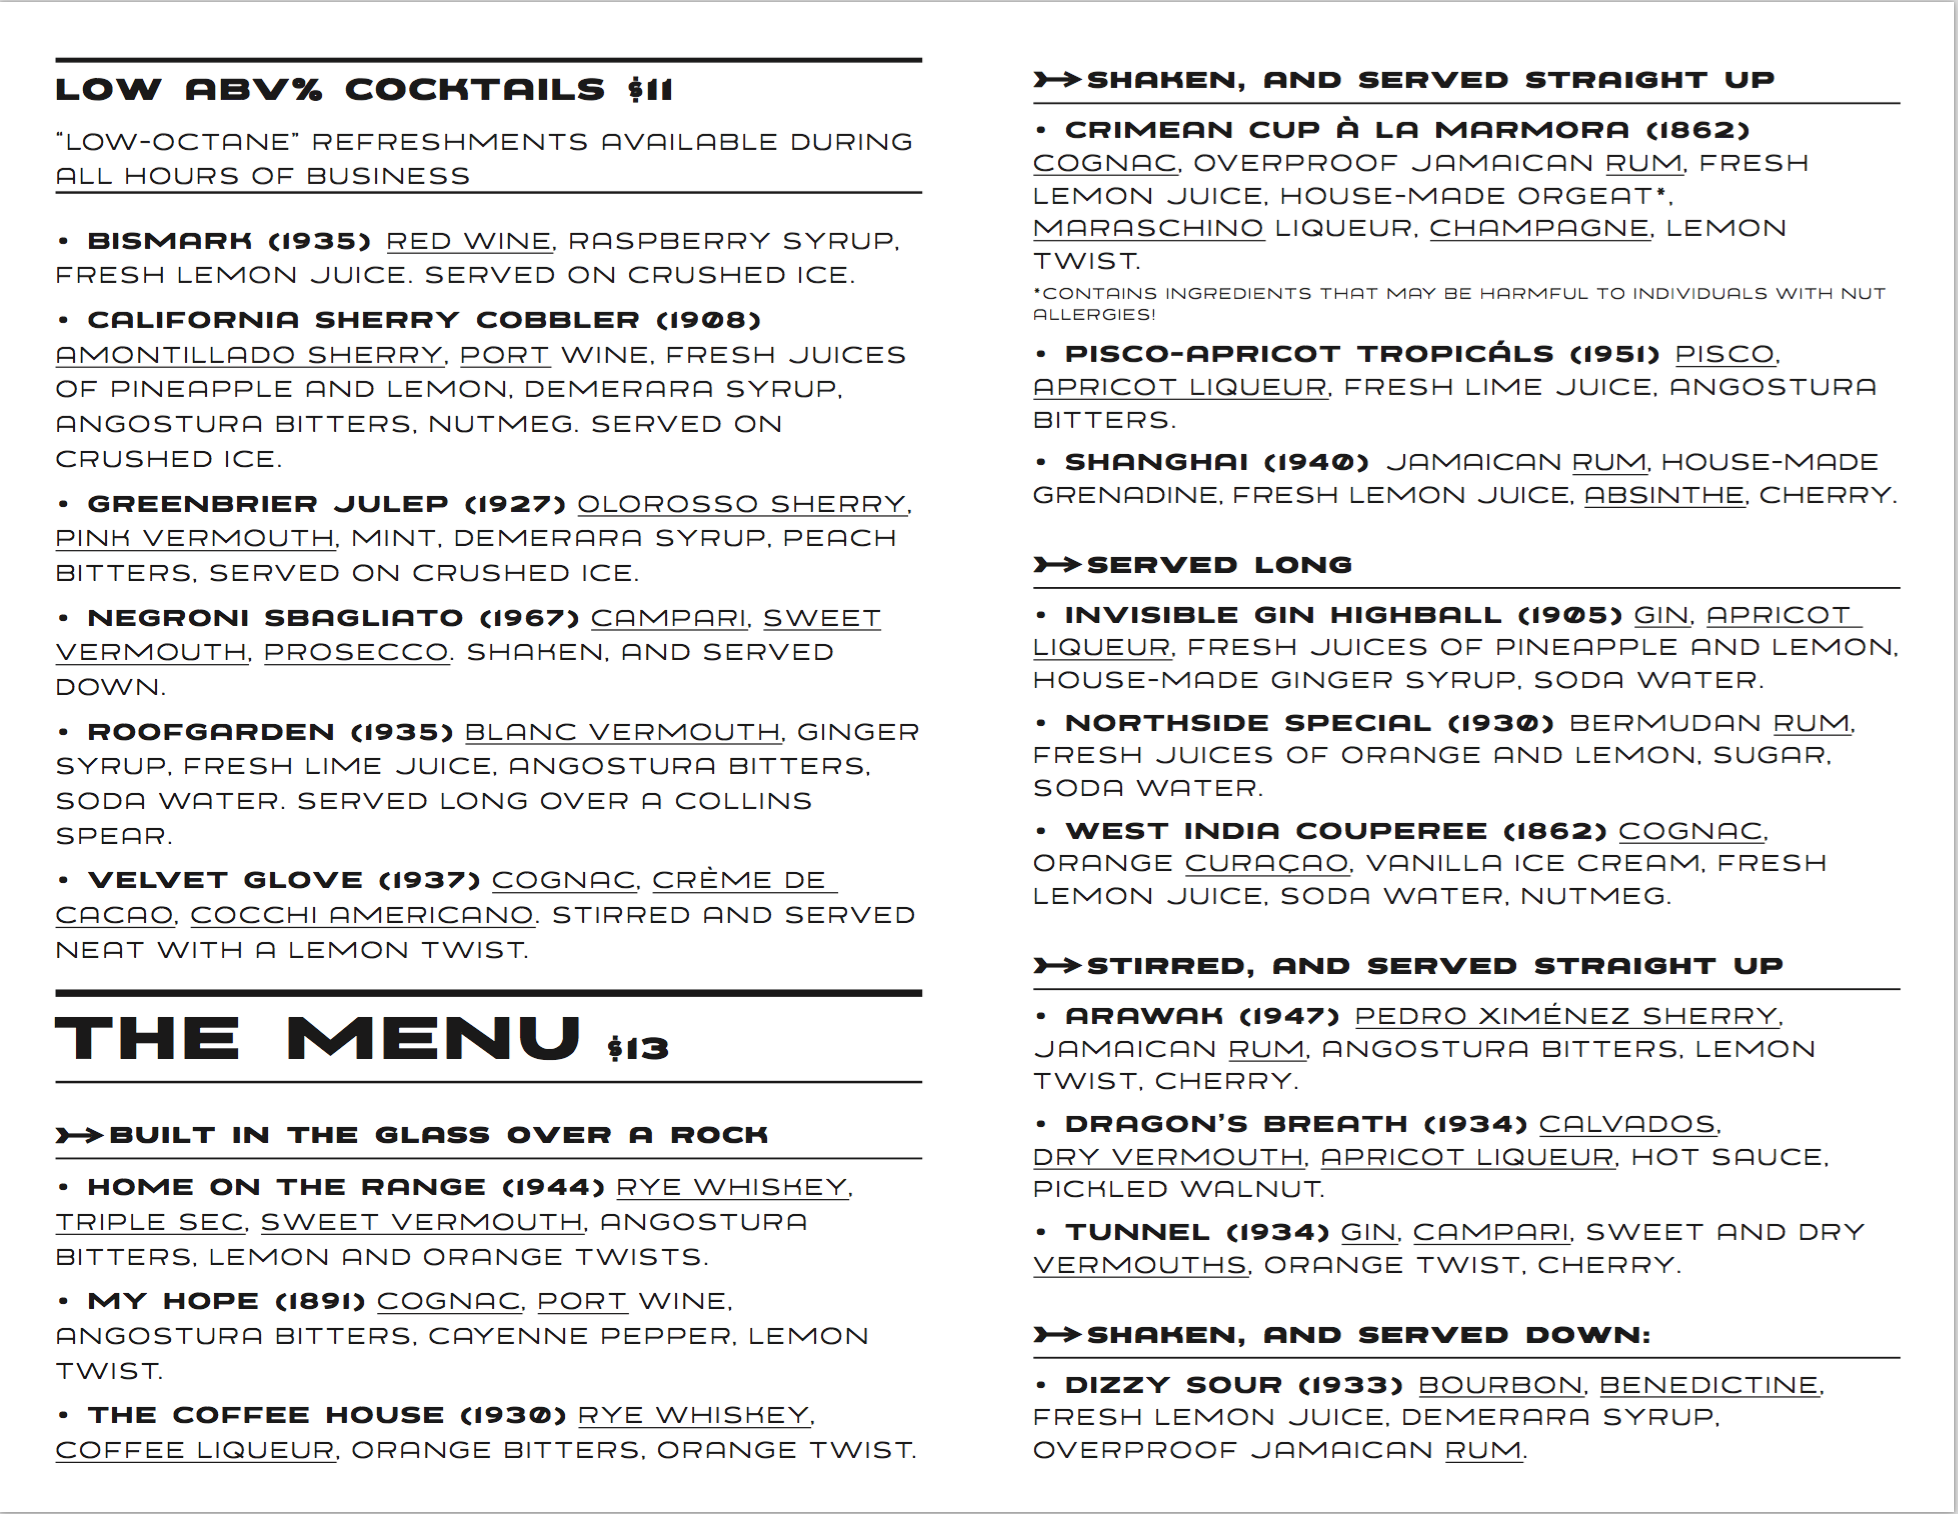 LOW ABV% COCKTAILS $11
"LOW-OCTANE" REFRESHMENTS AVAILABLE DURING
ALL HOURS OF BUSINESS
• BISMARK (1935) RED WINE, RASPBERRY SYRUP,
FRESH LEMON JUICE. SERVED ON CRUSHED ICE.
• CALIFORNIA SHERRY COBBLER (1908)
AMONTILLADO SHERRY, PORT WINE, FRESH JUICES
OF PINEAPPLE AND LEMON, DEMERARA SYRUP,
ANGOSTURA BITTERS, NUTMEG. SERVED ON
CRUSHED ICE.
• GREENBRIER JULEP (1927) OLOROSSO SHERRY,
PINK VERMOUTH, MINT, DEMERARA SYRUP, PEACH
BITTERS, SERVED ON CRUSHED ICE.
• NEGRONI SBAGLIATO (1967) CAMPARI, SWEET
VERMOUTH, PROSECCO. SHAKEN, AND SERVED
DOWN.
• ROOFGARDEN (1935) BLANC VERMOUTH, GINGER
SYRUP, FRESH LIME JUICE, ANGOSTURA BITTERS,
SODA WATER. SERVED LONG OVER A COLLINS
SPEAR.
• VELVET GLOVE (1937) COGNAC, CRÈME DE
CACAO, COCCHI AMERICANO. STIRRED AND SERVED
NEAT WITH A LEMON TWIST.
THE MENU $13
BUILT IN THE GLASS OVER A ROCK
• HOME ON THE RANGE (1944) RYE WHISKEY,
TRIPLE SEC, SWEET VERMOUTH, ANGOSTURA
BITTERS, LEMON AND ORANGE TWISTS.
• MY HOPE (1891) COGNAC, PORT WINE,
ANGOSTURA BITTERS, CAYENNE PEPPER, LEMON
TWIST.
• THE COFFEE HOUSE (1930) RYE WHISKEY,
COFFEE LIQUEUR, ORANGE BITTERS, ORANGE TWIST.
SHAKEN, AND SERVED STRAIGHT UP
• CRIMEAN CUP À LA MARMORA (1862)
COGNAC, OVERPROOF JAMAICAN RUM, FRESH
LEMON JUICE, HOUSE-MADE ORGEAT*,
MARASCHINO LIQUEUR, CHAMPAGNE, LEMON
TWIST.
*CONTAINS INGREDIENTS THAT MAY BE HARMFUL TO INDIVIDUALS WITH NUT
ALLERGIES!
• PISCO-APRICOT TROPICÁLS (1951) PISCO,
APRICOT LIQUEUR, FRESH LIME JUICE, ANGOSTURA
BITTERS.
• SHANGHAI (1940) JAMAICAN RUM, HOUSE-MADE
GRENADINE, FRESH LEMON JUICE, ABSINTHE, CHERRY.
SERVED LONG
• INVISIBLE GIN HIGHBALL (1905) GIN, APRICOT
LIQUEUR, FRESH JUICES OF PINEAPPLE AND LEMON,
HOUSE-MADE GINGER SYRUP, SODA WATER.
• NORTHSIDE SPECIAL (1930) BERMUDAN RUM,
FRESH JUICES OF ORANGE AND LEMON, SUGAR,
SODA WATER.
• WEST INDIA COUPEREE (1862) COGNAC,
ORANGE CURAÇAO, VANILLA ICE CREAM, FRESH
LEMON JUICE, SODA WATER, NUTMEG.
STIRRED, AND SERVED STRAIGHT UP
• ARAWAK (1947) PEDRO XIMÉNEZ SHERRY,
JAMAICAN RUM, ANGOSTURA BITTERS, LEMON
TWIST, CHERRY.
• DRAGON'S BREATH (1934) CALVADOS,
DRY VERMOUTH, APRICOT LIQUEUR, HOT SAUCE,
PICKLED WALNUT.
• TUNNEL (1934) GIN, CAMPARI, SWEET AND DRY
VERMOUTHS, ORANGE TWIST, CHERRY.
SHAKEN, AND SERVED DOWN:
• DIZZY SOUR (1933) BOURBON, BENEDICTINE,
FRESH LEMON JUICE, DEMERARA SYRUP,
OVERPROOF JAMAICAN RUM.